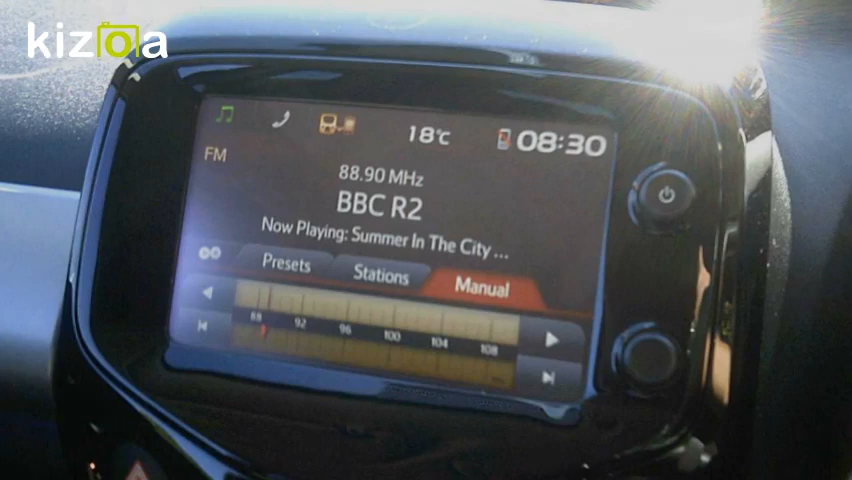 kizoa
18°C
08:30
FM
88.90 MHz
BBC R2
Now Playing: Summer In The City ...
Presets
Stations
Manual
88 92 96 100 104 108